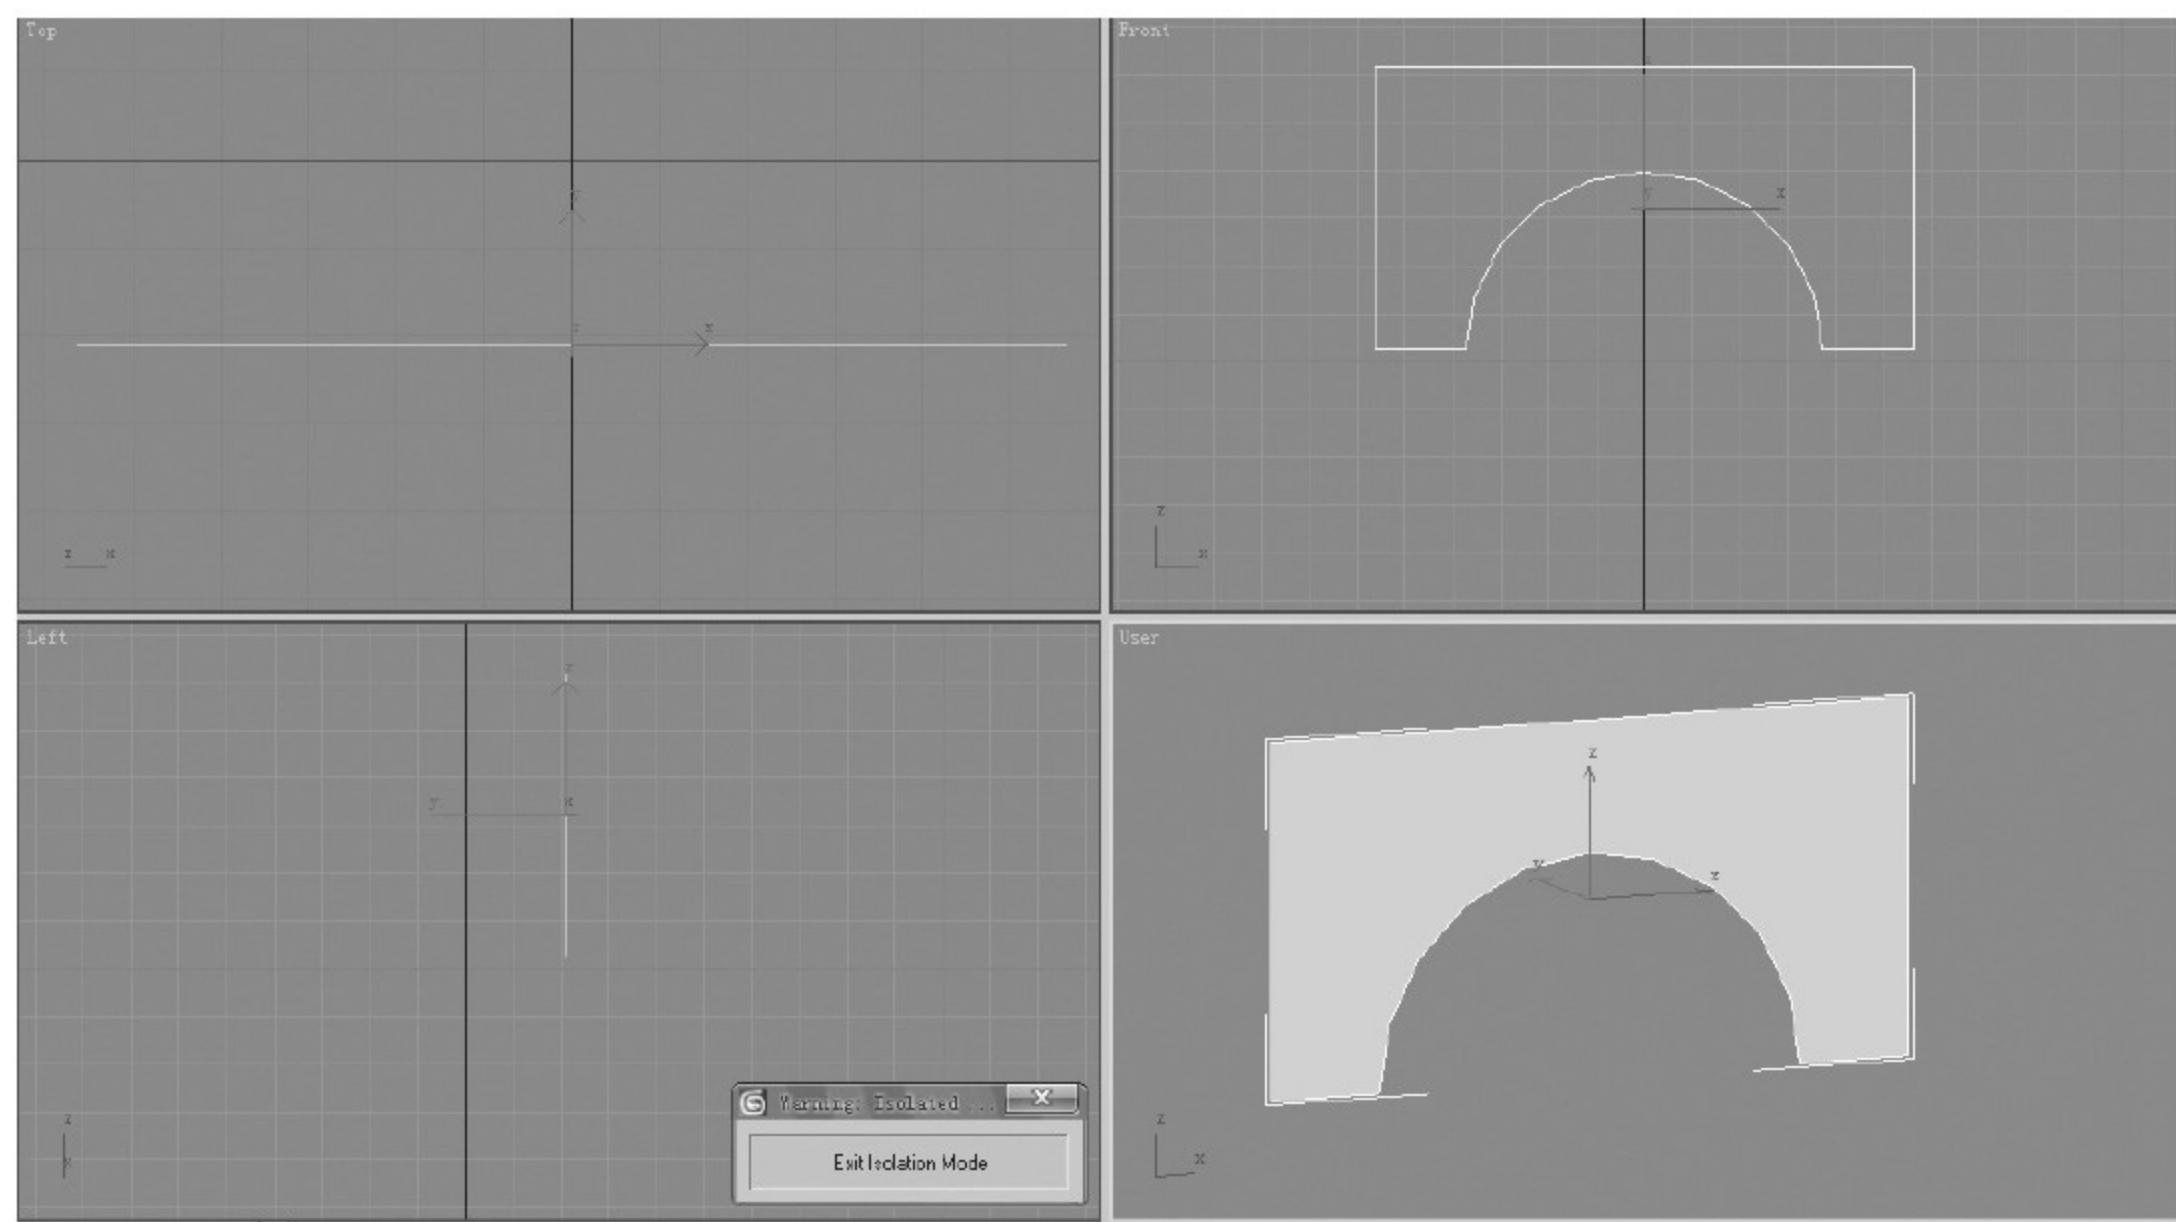 Top
Front
y
x
y
x
x
z
z
x
x
Left
User
z
z
y
x
x
z
z
x
Warning: Isolated ...
Exit Isolation Mode